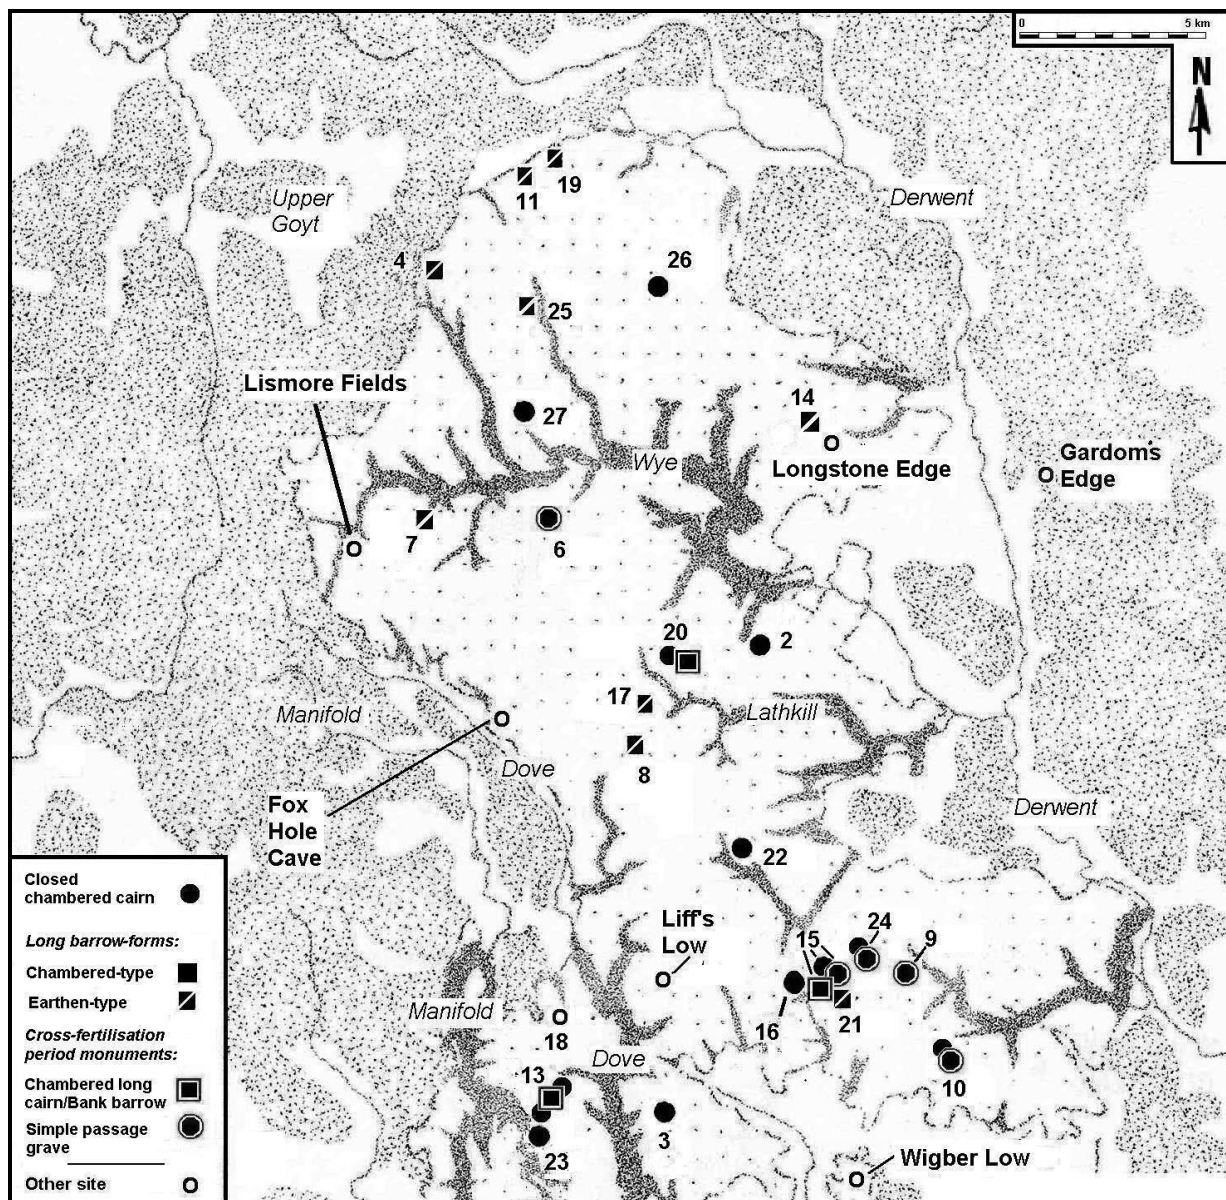 0 5 km
N
Upper
Goyt
11
19
Derwent
4
26
25
Lismore Fields
27
14
Wye
Longstone Edge
Gardom's
Edge
7
6
20
2
17
Manifold
Lathkill
8
Dove
Fox
Hole
Cave
Derwent
22
Liff's
Low
15
24
9
Manifold
18
16
21
Dove
13
10
3
23
Wigber Low
Closed
chambered cairn
Long barrow-forms:
Chambered-type
Earthen-type
Cross-fertilisation
period monuments:
Chambered long
cairn/Bank barrow
Simple passage
grave
Other site